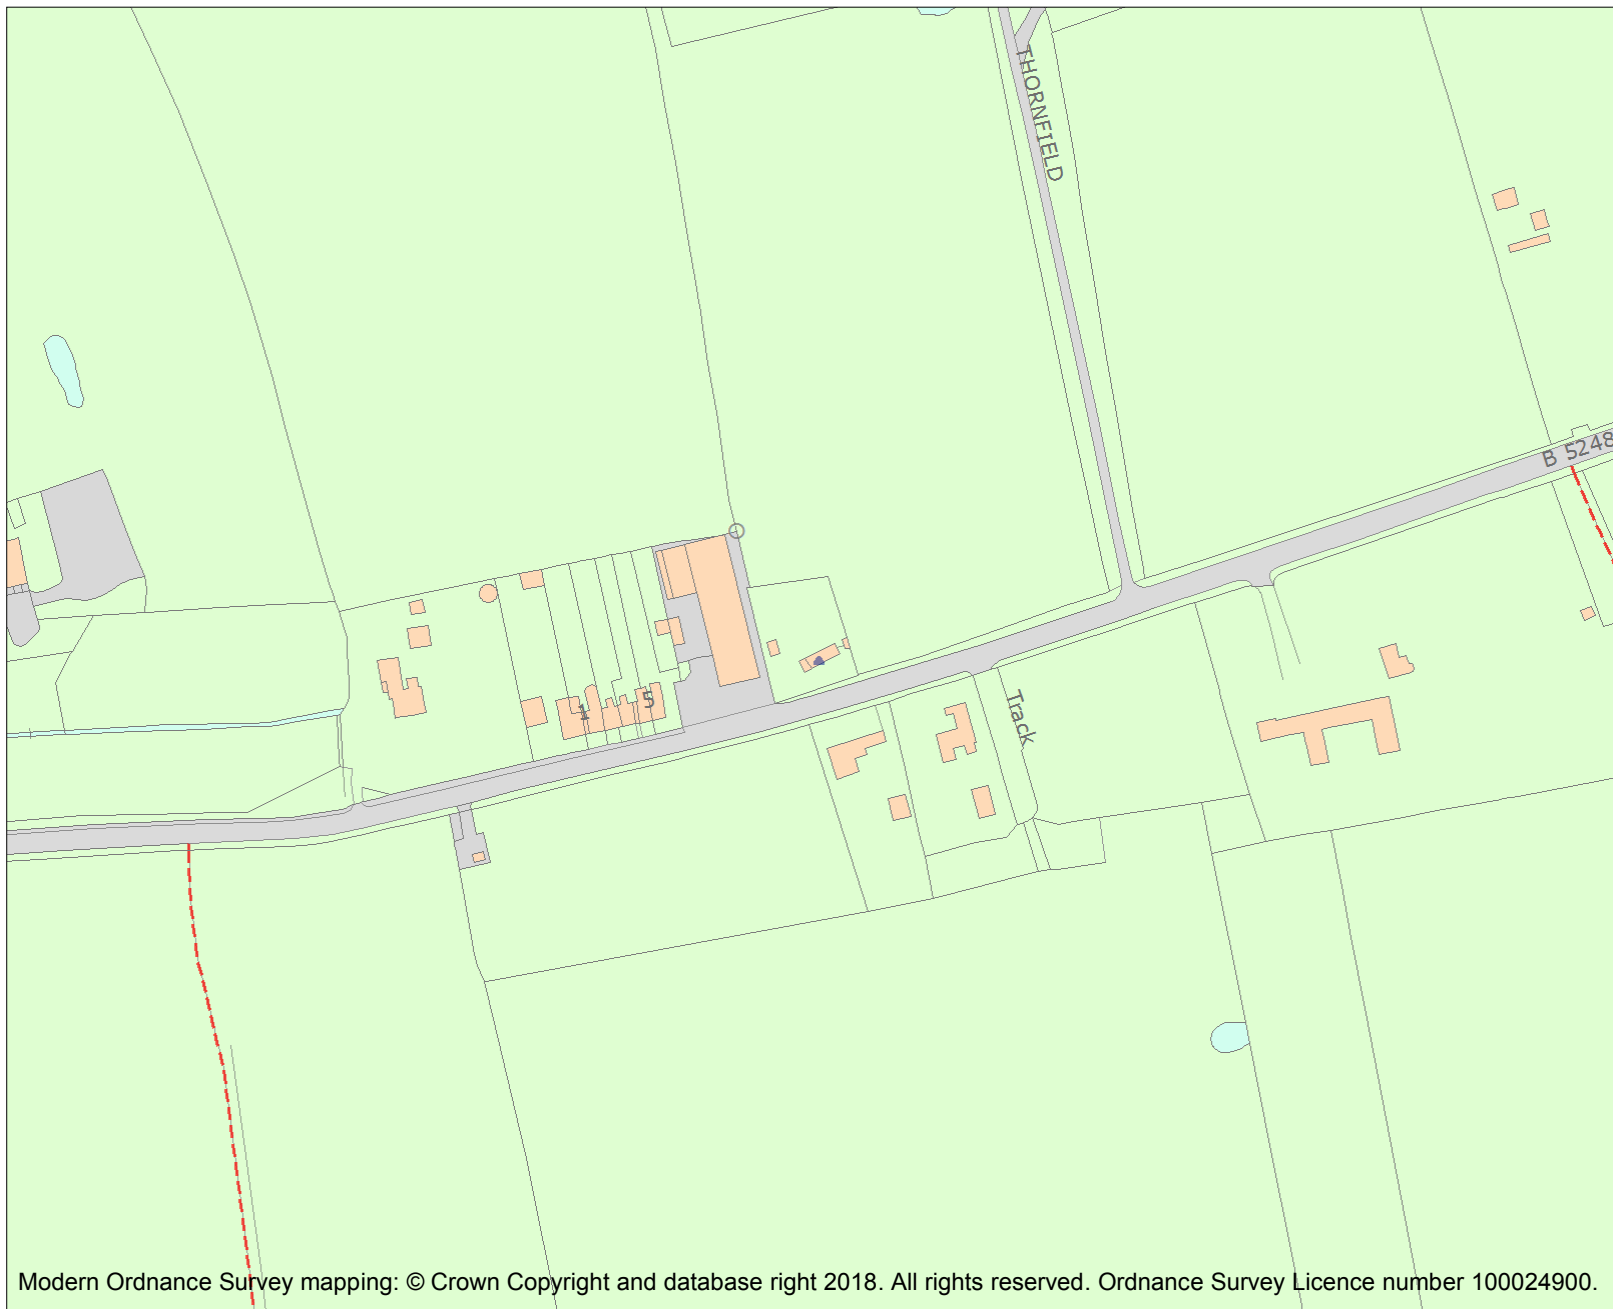 THORNFIELD
B 5248
1
5
Track
Modern Ordnance Survey mapping: © Crown Copyright and database right 2018. All rights reserved. Ordnance Survey Licence number 100024900.